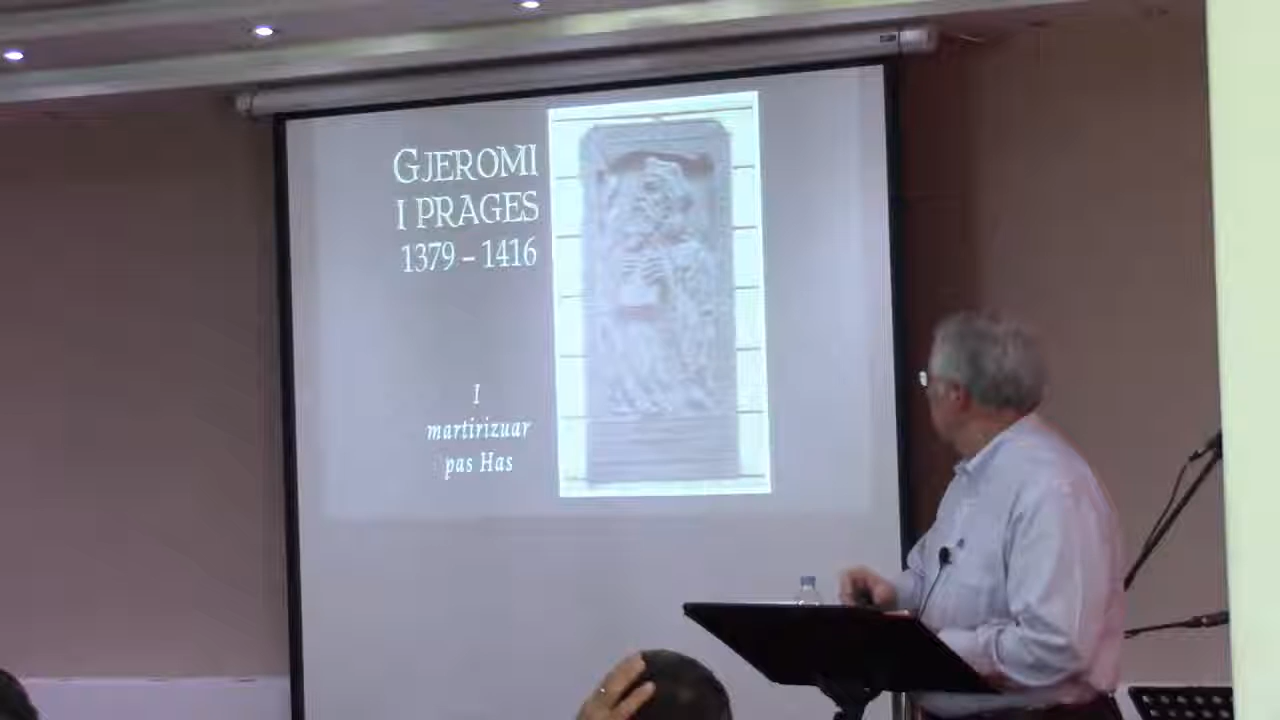 GJEROMI
I PRAGES
1379 – 1416
I
martirizuar
pas Has